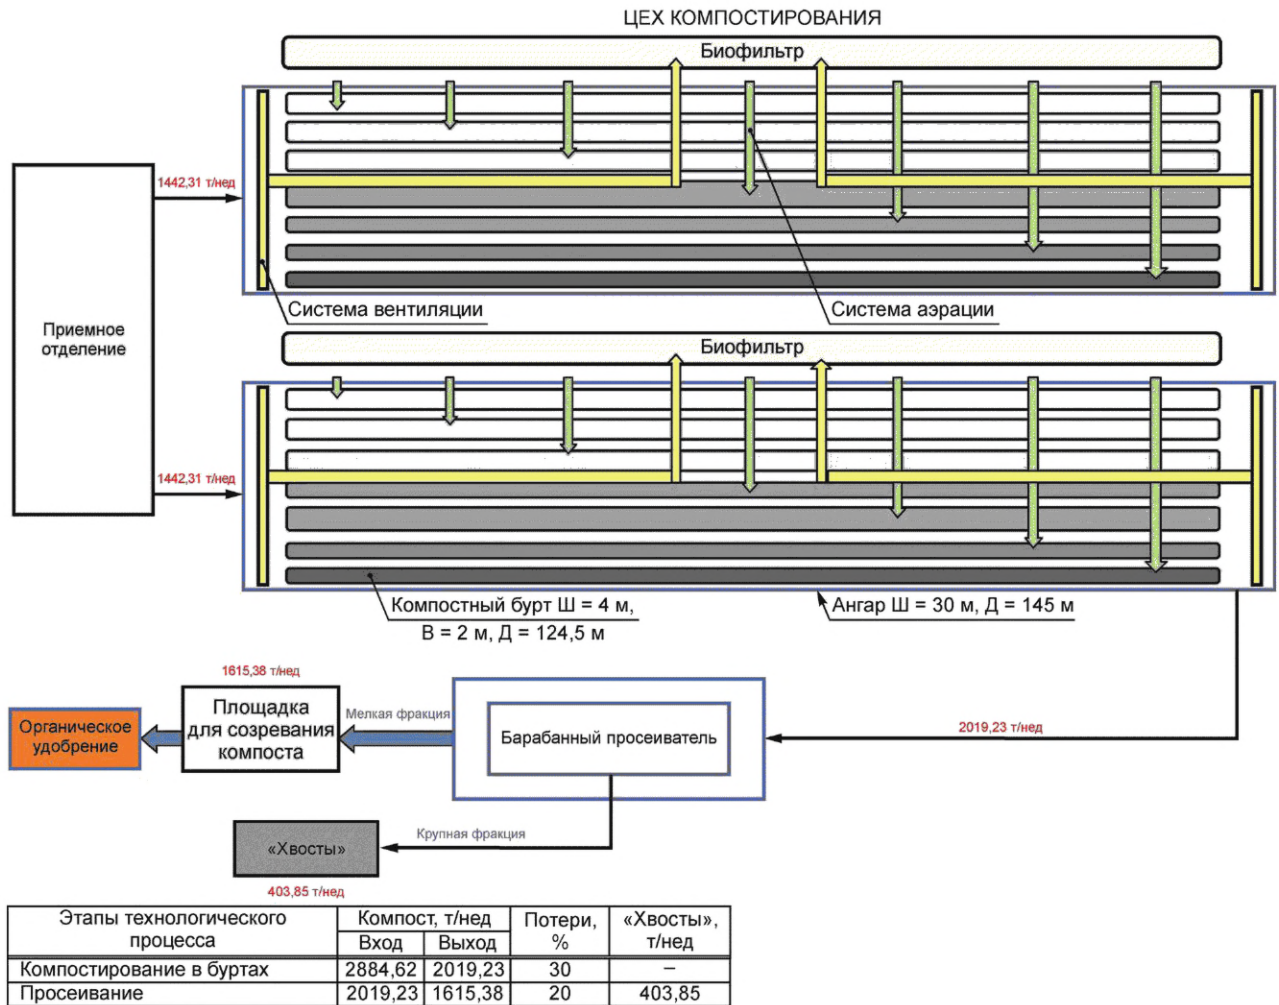 ЦЕХ КОМПОСТИРОВАНИЯ
Биофильтр
1442,31 т/нед
Система вентиляции
Система аэрации
Приемное
отделение
Биофильтр
1442,31 т/нед
Компостный бурт Ш = 4 м,
В = 2 м, Д = 124,5 м
Ангар Ш = 30 м, Д = 145 м
1615,38 т/нед
Органическое
удобрение
Площадка
для созревания
компоста
Мелкая фракция
Барабанный просеиватель
2019,23 т/нед
Крупная фракция
«Хвосты»
403,85 т/нед
Этапы технологического
процесса
Компост, т/нед
Вход
Выход
Потери,
%
«Хвосты»,
т/нед
Компостирование в буртах 2884,62 2019,23 30 –
Просеивание 2019,23 1615,38 20 403,85